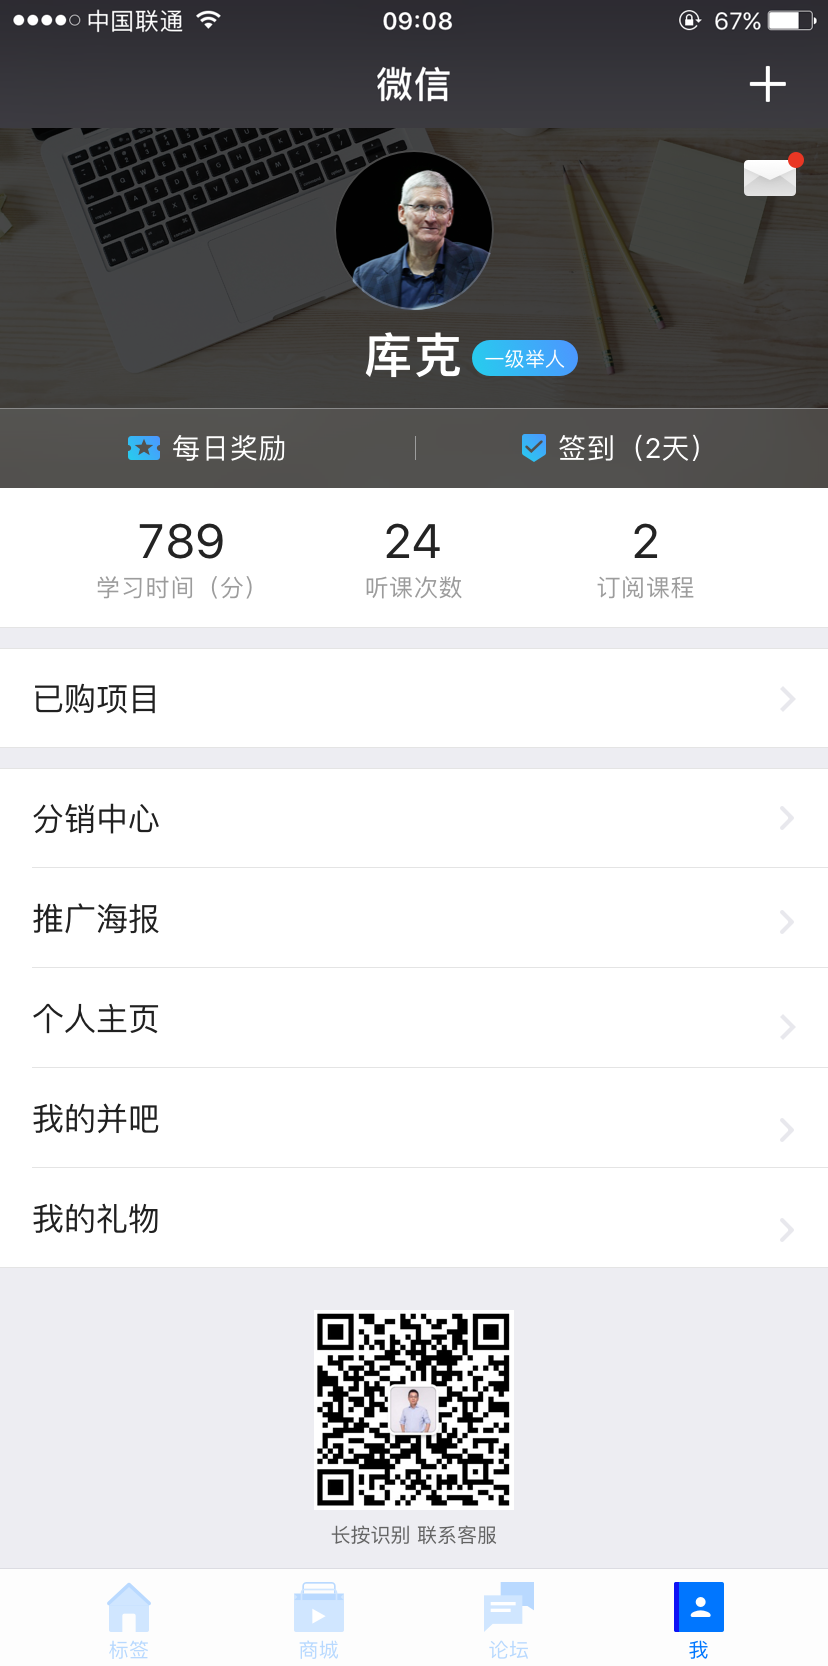 中国联通 09:08 67%
微信
库克 一级举人
每日奖励 签到（2天）
789 24 2
学习时间（分） 听课次数 订阅课程
已购项目
分销中心
推广海报
个人主页
我的并吧
我的礼物
长按识别 联系客服
标签 商城 论坛 我